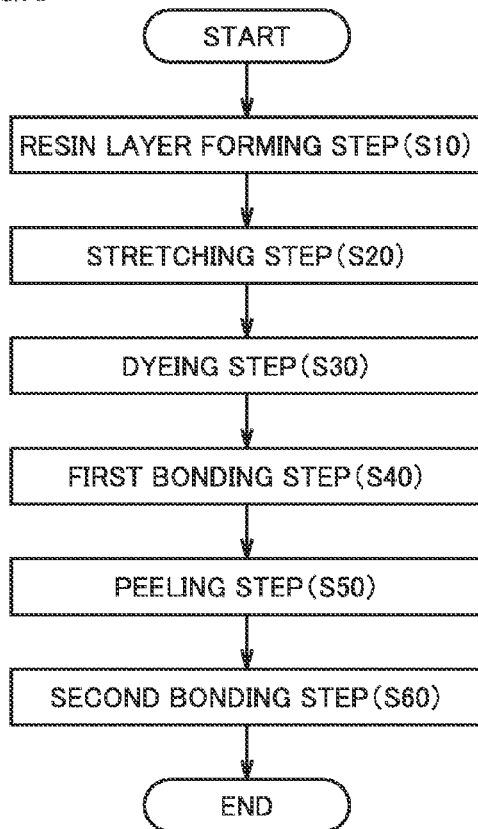 START
RESIN LAYER FORMING STEP(S10)
STRETCHING STEP(S20)
DYEING STEP(S30)
FIRST BONDING STEP(S40)
PEELING STEP(S50)
SECOND BONDING STEP(S60)
END